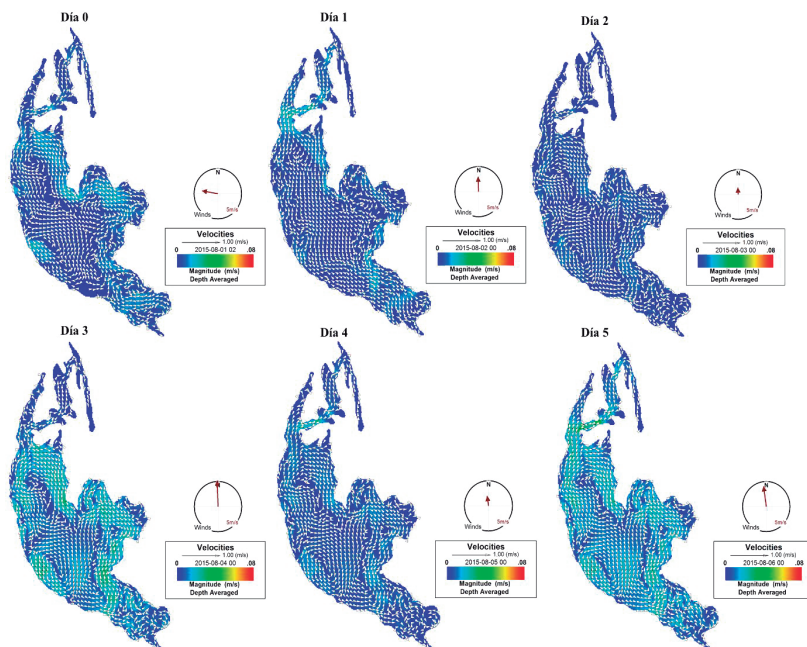 Día 0
N
Winds
5m/s
Velocities
1.00 (m/s)
0 2015-08-01 02 .08
Magnitude (m/s)
Depth Averaged
Día 1
N
Winds
5m/s
Velocities
1.00 (m/s)
0 2015-08-02 00 .08
Magnitude (m/s)
Depth Averaged
Día 2
N
Winds
5m/s
Velocities
1.00 (m/s)
0 2015-08-03 00 .08
Magnitude (m/s)
Depth Averaged
Día 3
N
Winds
5m/s
Velocities
1.00 (m/s)
0 2015-08-04 00 .08
Magnitude (m/s)
Depth Averaged
Día 4
N
Winds
5m/s
Velocities
1.00 (m/s)
0 2015-08-05 00 .08
Magnitude (m/s)
Depth Averaged
Día 5
N
Winds
5m/s
Velocities
1.00 (m/s)
0 2015-08-06 00 .08
Magnitude (m/s)
Depth Averaged